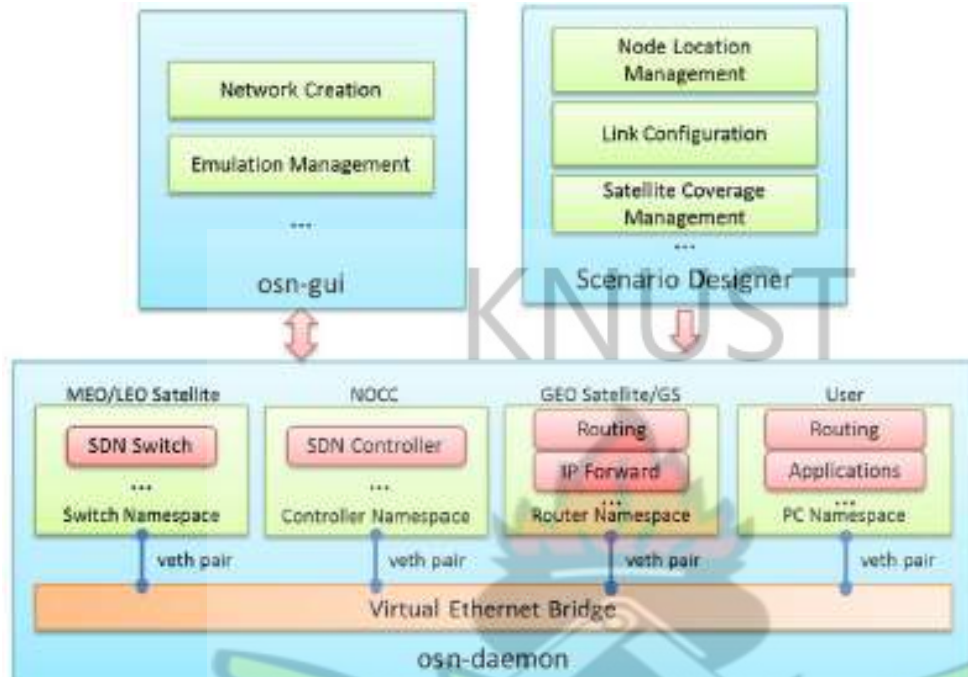 Network Creation
Emulation Management
...
osn-gui
Node Location
Management
Link Configuration
Satellite Coverage
Management
...
Scenario Designer
KNUST
MEO/LEO Satellite
SDN Switch
...
Switch Namespace
NOCC
SDN Controller
...
Controller Namespace
GEO Satellite/GS
Routing
IP Forward
...
Router Namespace
User
Routing
Applications
...
PC Namespace
veth pair
veth pair
veth pair
veth pair
Virtual Ethernet Bridge
osn-daemon